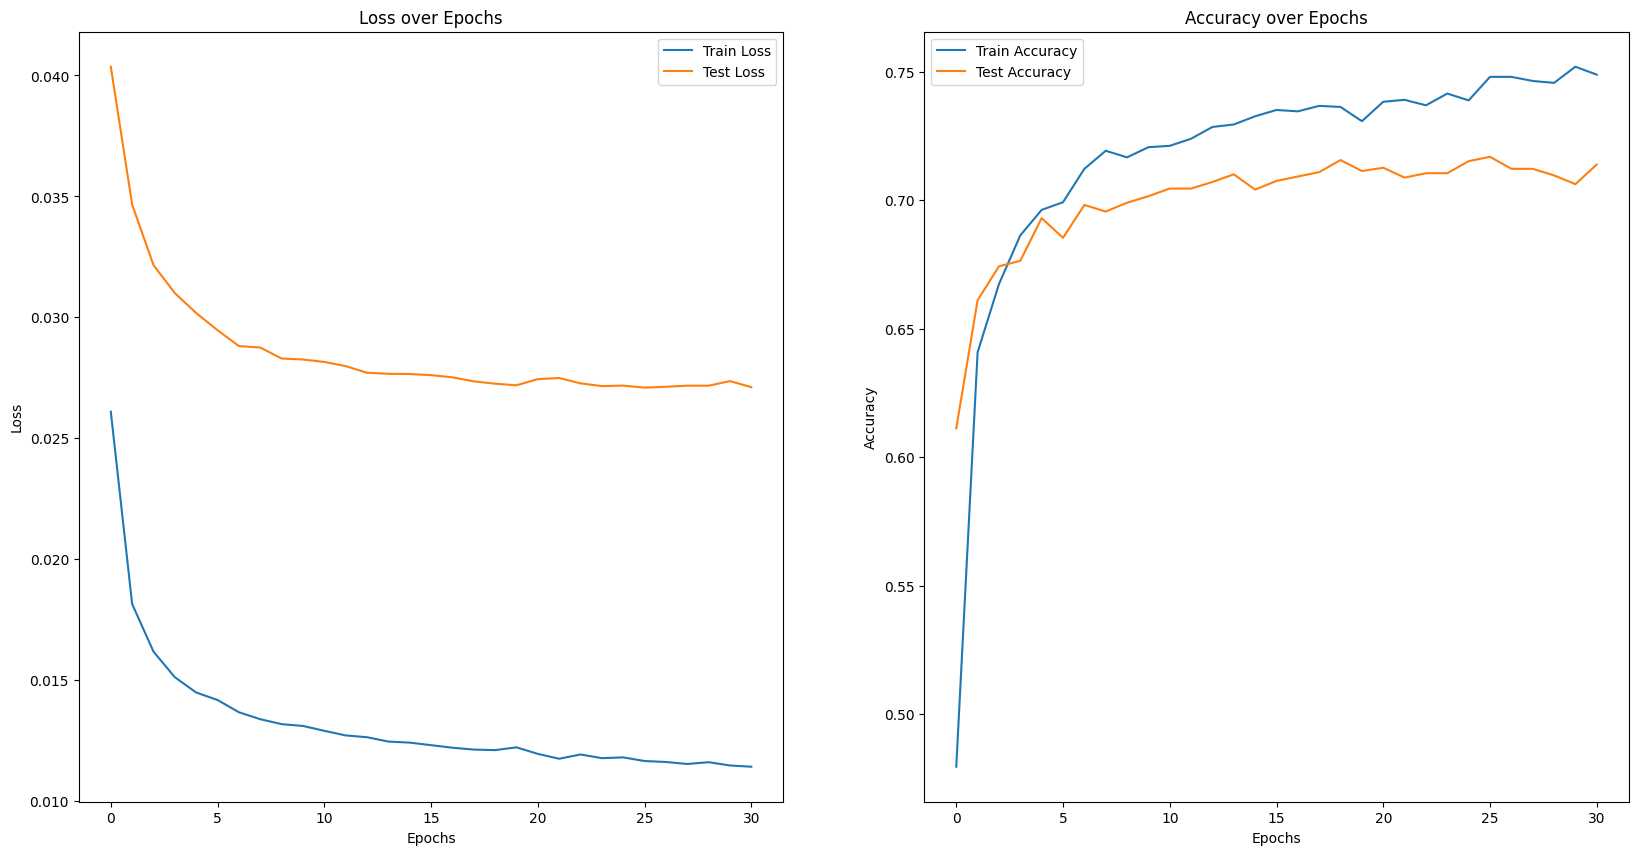 Loss over Epochs
Train Loss
Test Loss
0.040
0.035
0.030
0.025
0.020
0.015
0.010
Loss
0 5 10 15 20 25 30
Epochs
Accuracy over Epochs
Train Accuracy
Test Accuracy
0.75
0.70
0.65
0.60
0.55
0.50
Accuracy
0 5 10 15 20 25 30
Epochs